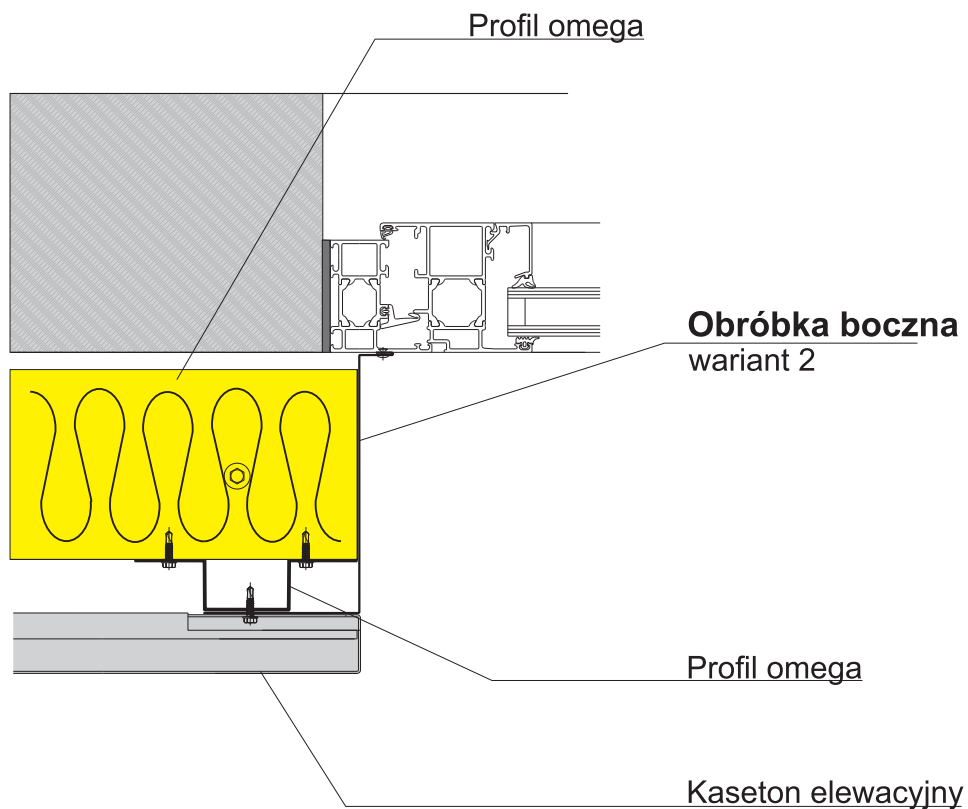 Profil omega
Obróbka boczna
wariant 2
Profil omega
Kaseton elewacyjny